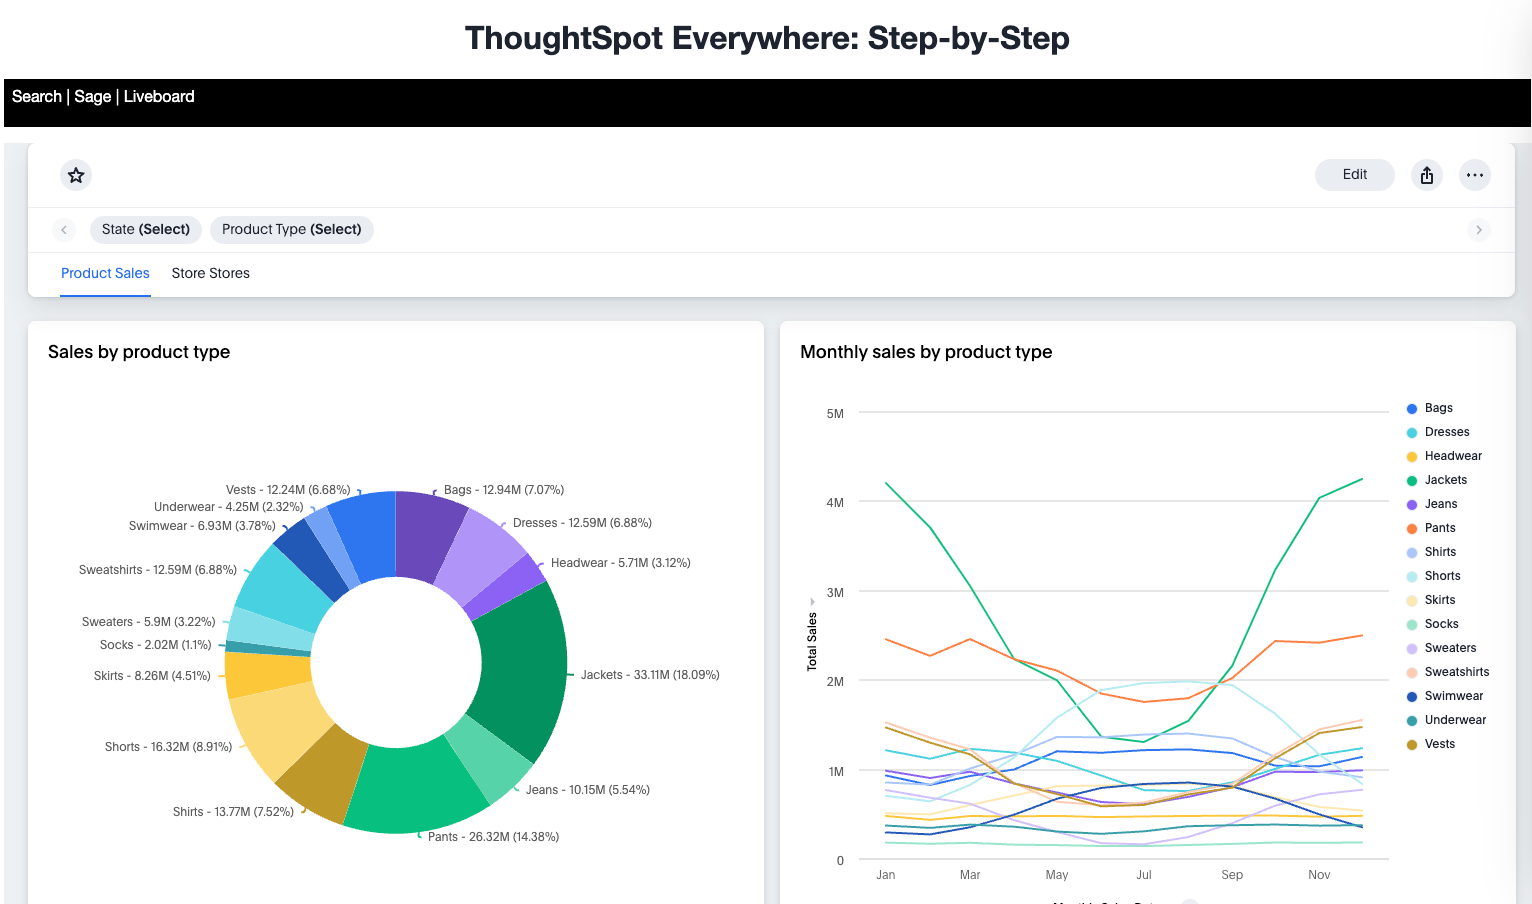 ThoughtSpot Everywhere: Step-by-Step
Search | Sage | Liveboard
Edit
State (Select)
Product Type (Select)
Product Sales
Store Stores
Sales by product type
Vests - 12.24M (6.68%)
Bags - 12.94M (7.07%)
Underwear - 4.25M (2.32%)
Dresses - 12.59M (6.88%)
Swimwear - 6.93M (3.78%)
Headwear - 5.71M (3.12%)
Sweatshirts - 12.59M (6.88%)
Sweaters - 5.9M (3.22%)
Socks - 2.02M (1.1%)
Skirts - 8.26M (4.51%)
Jackets - 33.11M (18.09%)
Shorts - 16.32M (8.91%)
Jeans - 10.15M (5.54%)
Shirts - 13.77M (7.52%)
Pants - 26.32M (14.38%)
Monthly sales by product type
Total Sales
5M
4M
3M
2M
1M
0
Jan
Mar
May
Jul
Sep
Nov
Bags
Dresses
Headwear
Jackets
Jeans
Pants
Shirts
Shorts
Skirts
Socks
Sweaters
Sweatshirts
Swimwear
Underwear
Vests